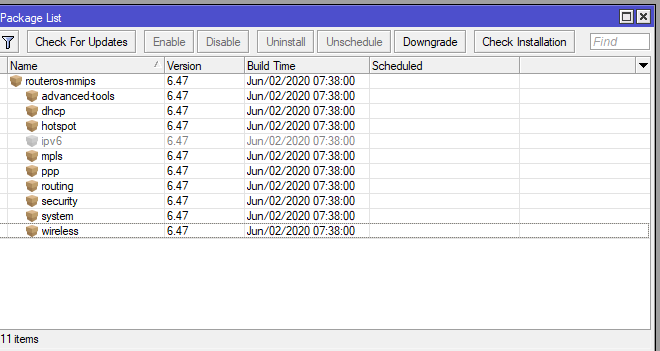 Package List
Check For Updates Enable Disable Uninstall Unschedule Downgrade Check Installation Find
Name Version Build Time Scheduled
routeros-mmips 6.47 Jun/02/2020 07:38:00
advanced-tools 6.47 Jun/02/2020 07:38:00
dhcp 6.47 Jun/02/2020 07:38:00
hotspot 6.47 Jun/02/2020 07:38:00
ipv6 6.47 Jun/02/2020 07:38:00
mpls 6.47 Jun/02/2020 07:38:00
ppp 6.47 Jun/02/2020 07:38:00
routing 6.47 Jun/02/2020 07:38:00
security 6.47 Jun/02/2020 07:38:00
system 6.47 Jun/02/2020 07:38:00
wireless 6.47 Jun/02/2020 07:38:00
11 items